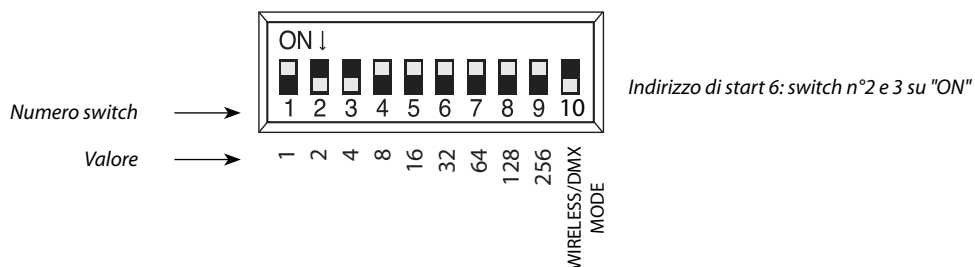 ON ↓
1 2 3 4 5 6 7 8 9 10
Indirizzo di start 6: switch n°2 e 3 su "ON"
Numero switch
Valore
1 2 4 8 16 32 64 128 256 WIRELESS/DMX
MODE